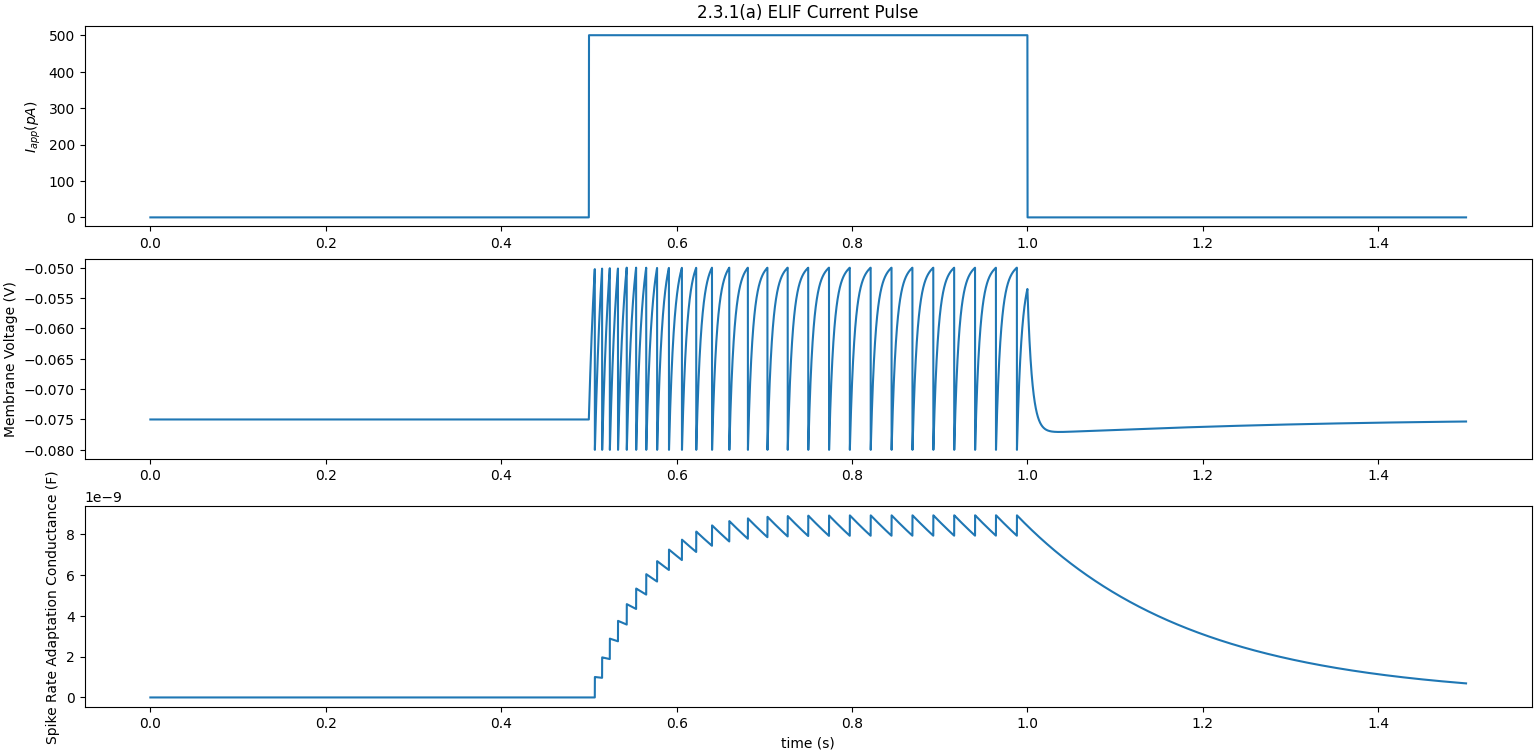 2.3.1(a) ELIF Current Pulse
I_app(pA)
500
400
300
200
100
0
0.0 0.2 0.4 0.6 0.8 1.0 1.2 1.4
Membrane Voltage (V)
−0.050
−0.055
−0.060
−0.065
−0.070
−0.075
−0.080
0.0 0.2 0.4 0.6 0.8 1.0 1.2 1.4
Spike Rate Adaptation Conductance (F)
1e−9
8
6
4
2
0
0.0 0.2 0.4 0.6 0.8 1.0 1.2 1.4
time (s)